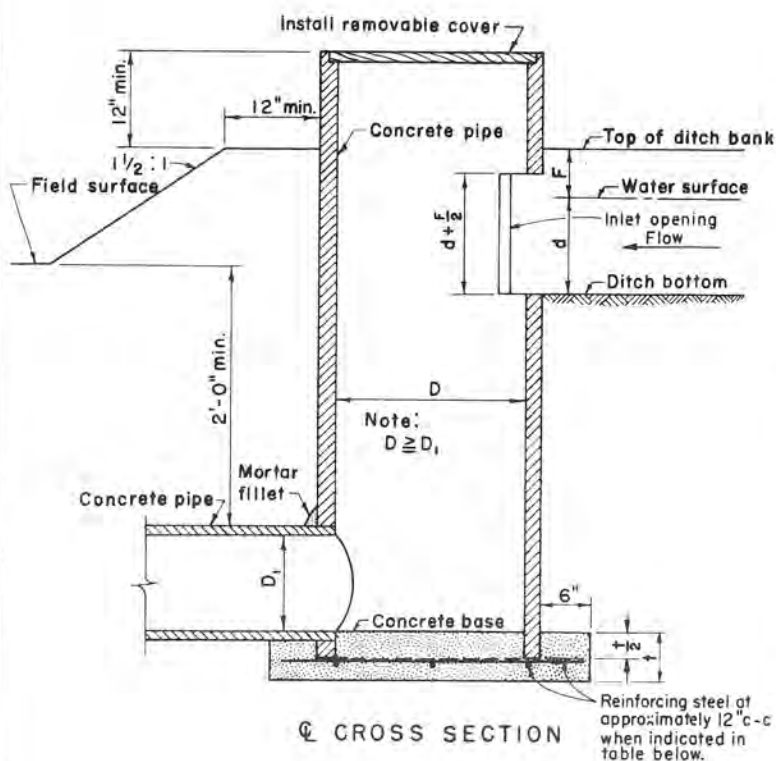 Install removable cover
12" min.
12" min.
Concrete pipe
Top of ditch bank
1 1/2 : 1
Field surface
F
Water surface
d + F/2
Inlet opening
d
Flow
Ditch bottom
2'-0" min.
D
Note:
D ≧ D₁
Mortar
fillet
Concrete pipe
D₁
6"
Concrete base
t/2
t
Reinforcing steel at
approximately 12" c-c
when indicated in
table below.
℄ CROSS SECTION